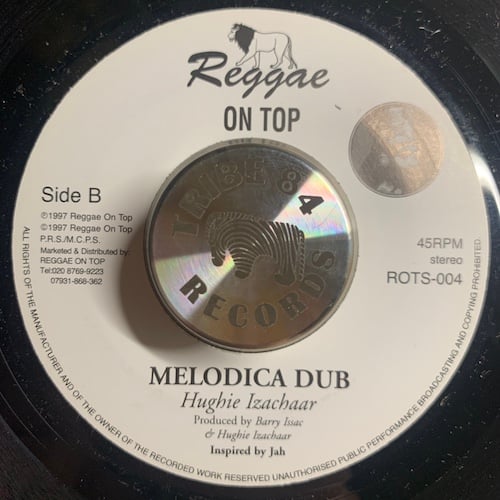 Reggae
ON TOP
TRIBE 84
RECORDS
Side B
℗1997 Reggae On Top
©1997 Reggae On Top
P.R.S./M.C.P.S.
Marketed & Distributed by:
REGGAE ON TOP
Tel:020 8769-9223
07931-868-362
45RPM
stereo
ROTS-004
MELODICA DUB
Hughie Izachaar
Produced by Barry Issac
& Hughie Izachaar
Inspired by Jah
ALL RIGHTS OF THE MANUFACTURER AND OF THE OWNER OF THE RECORDED WORK RESERVED UNAUTHORISED PUBLIC PERFORMANCE BROADCASTING AND COPYING PROHIBITED